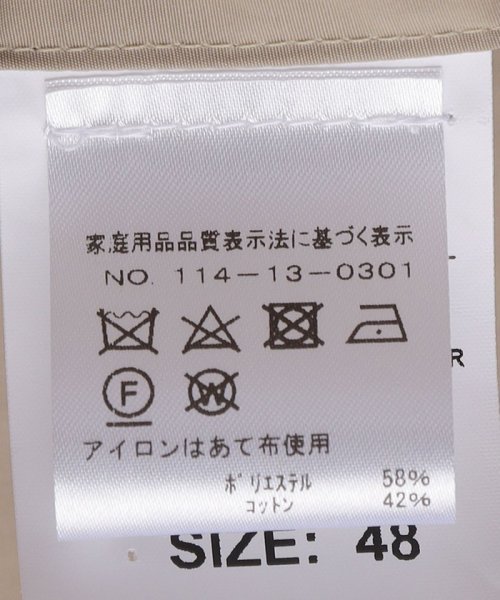 家庭用品品質表示法に基づく表示
NO. 114-13-0301
R
F W
アイロンはあて布使用
ポリエステル 58%
コットン 42%
SIZE: 48